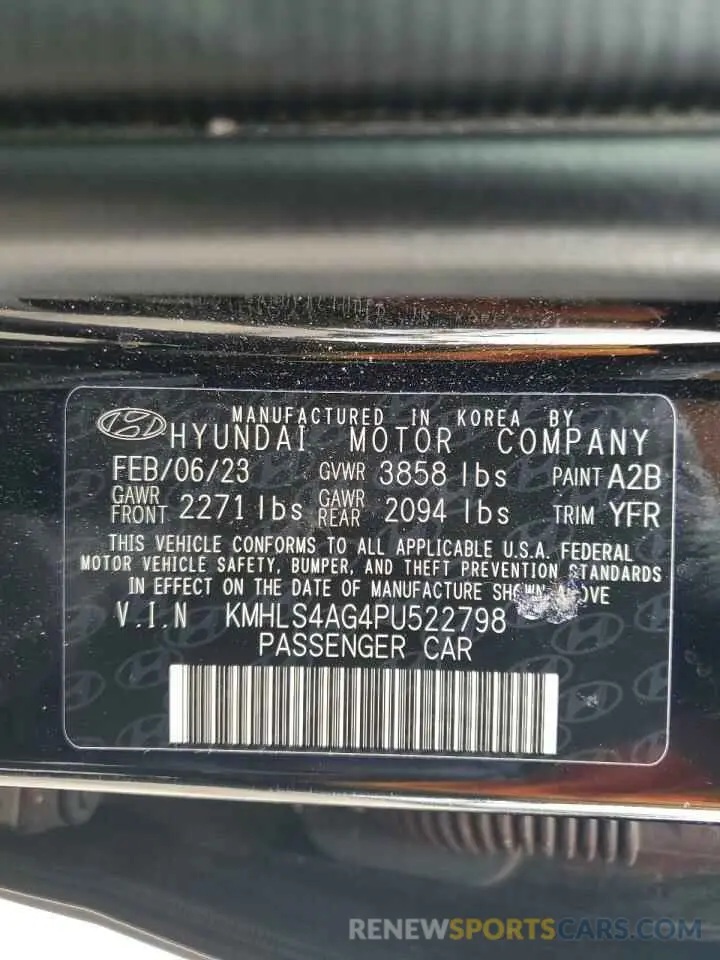 MANUFACTURED IN KOREA BY
HYUNDAI MOTOR COMPANY
FEB/06/23 GVWR 3858 lbs PAINT A2B
GAWR FRONT 2271 lbs GAWR REAR 2094 lbs TRIM YFR
THIS VEHICLE CONFORMS TO ALL APPLICABLE U.S.A. FEDERAL
MOTOR VEHICLE SAFETY, BUMPER, AND THEFT PREVENTION STANDARDS
IN EFFECT ON THE DATE OF MANUFACTURE SHOWN ABOVE
V.I.N KMHLS4AG4PU522798
PASSENGER CAR
RENEWSPORTSCARS.COM